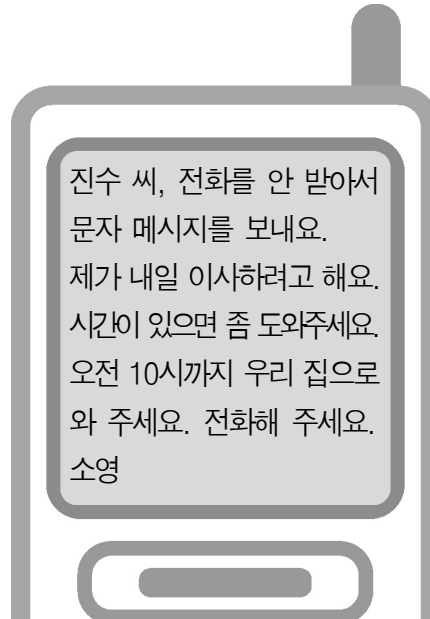 진수 씨, 전화를 안 받아서
문자 메시지를 보내요.
제가 내일 이사하려고 해요.
시간이 있으면 좀 도와주세요.
오전 10시까지 우리 집으로
와 주세요. 전화해 주세요.
소영